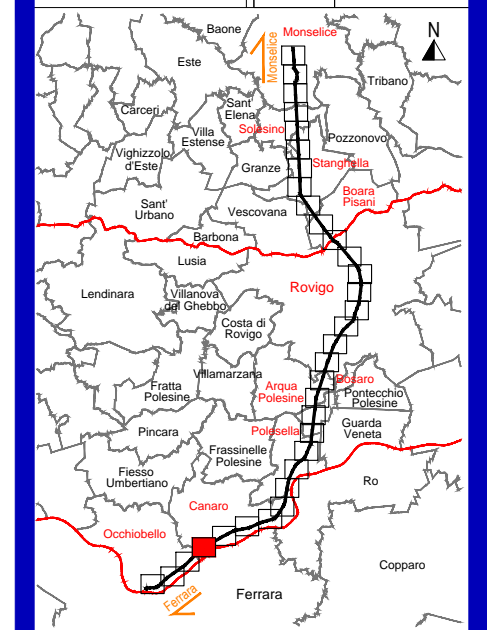 Baone
Monselice
N
Monselice
Este
Tribano
Carceri
Sant'
Elena
Solesino
Villa
Estense
Pozzonovo
Vighizzolo
d'Este
Granze
Stanghella
Boara
Pisani
Sant'
Urbano
Vescovana
Barbona
Lusia
Rovigo
Lendinara
Villanova
del Ghebbo
Costa di
Rovigo
Villamarzana
Bosaro
Fratta
Polesine
Arqua
Polesine
Pontecchio
Polesine
Pincara
Polesella
Guarda
Veneta
Frassinelle
Polesine
Fiesso
Umbertiano
Ro
Canaro
Occhiobello
Copparo
Ferrara
Ferrara